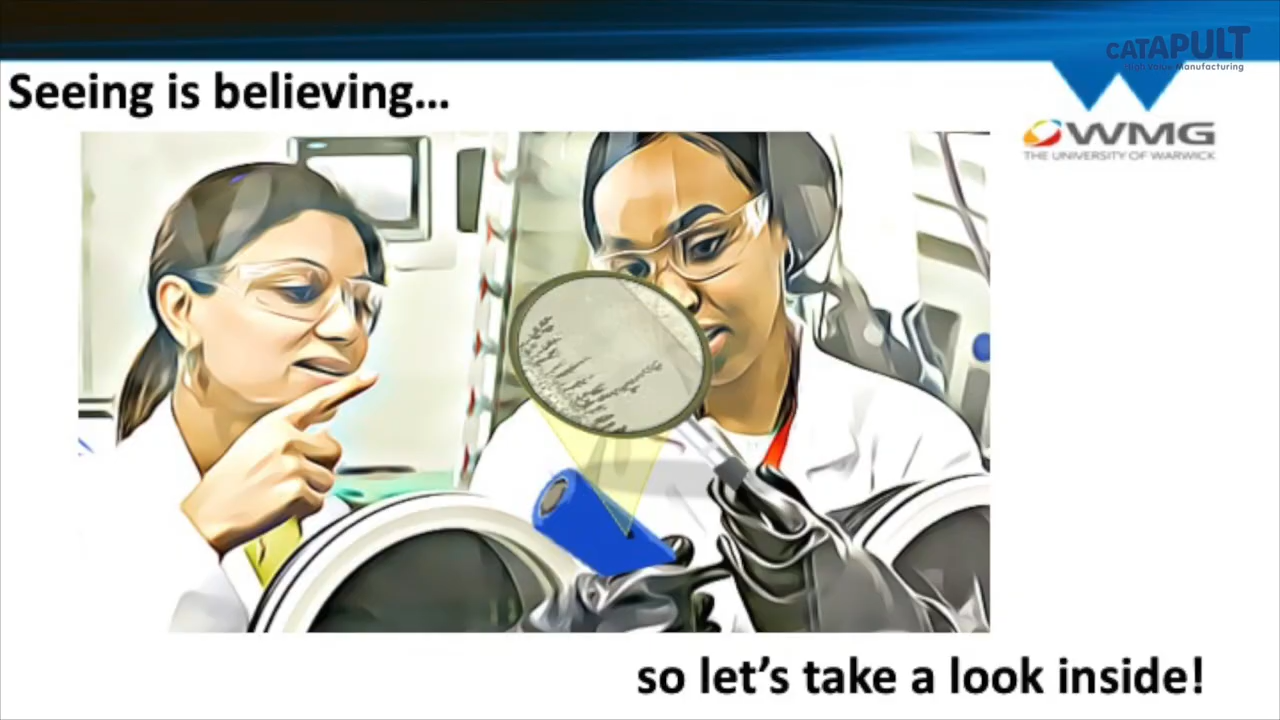 CATAPULT
High Value Manufacturing
Seeing is believing...
WMG
THE UNIVERSITY OF WARWICK
so let's take a look inside!